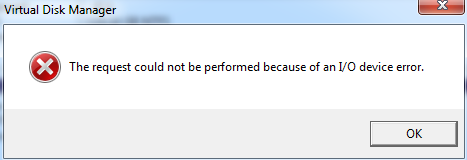 Virtual Disk Manager
The request could not be performed because of an I/O device error.
OK